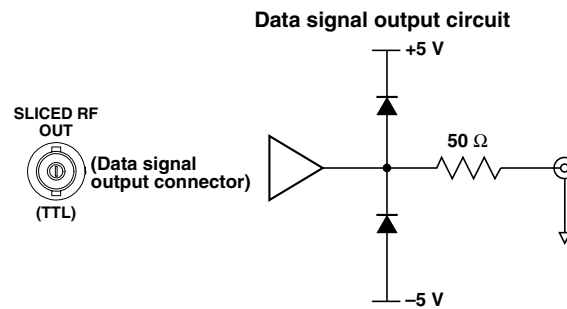 Data signal output circuit
+5 V
SLICED RF
OUT
(Data signal
output connector)
(TTL)
50 Ω
–5 V